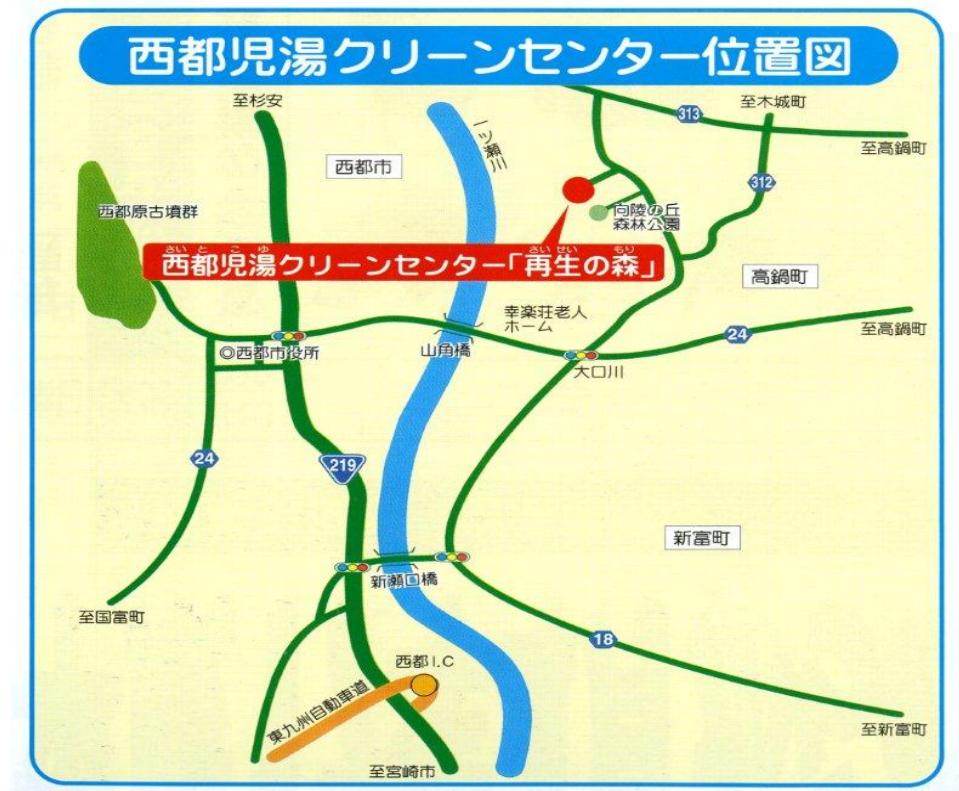 西都児湯クリーンセンター位置図
至杉安
一ツ瀬川
313
至木城町
至高鍋町
西都市
312
西都原古墳群
向陵の丘
森林公園
さいとこゆ さいせい もり
西都児湯クリーンセンター「再生の森」
高鍋町
幸楽荘老人
ホーム
24
至高鍋町
◎西都市役所
山角橋
大口川
24
219
新富町
新瀬口橋
至国富町
18
西都I.C
東九州自動車道
至新富町
至宮崎市